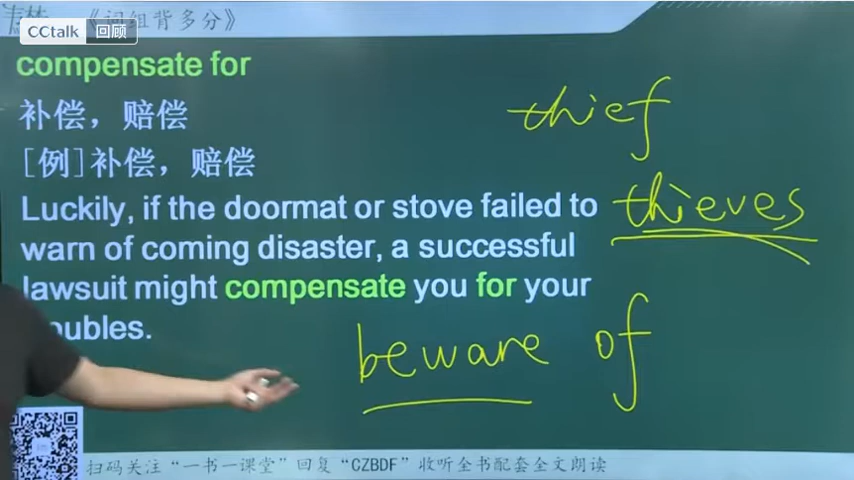 《词组背多分》
CCtalk 回顾
compensate for
补偿，赔偿
[例]补偿，赔偿
Luckily, if the doormat or stove failed to
warn of coming disaster, a successful
lawsuit might compensate you for your
oubles.
thief
thieves
beware of
扫码关注“一书一课堂”回复“CZBDF”收听全书配套全文朗读